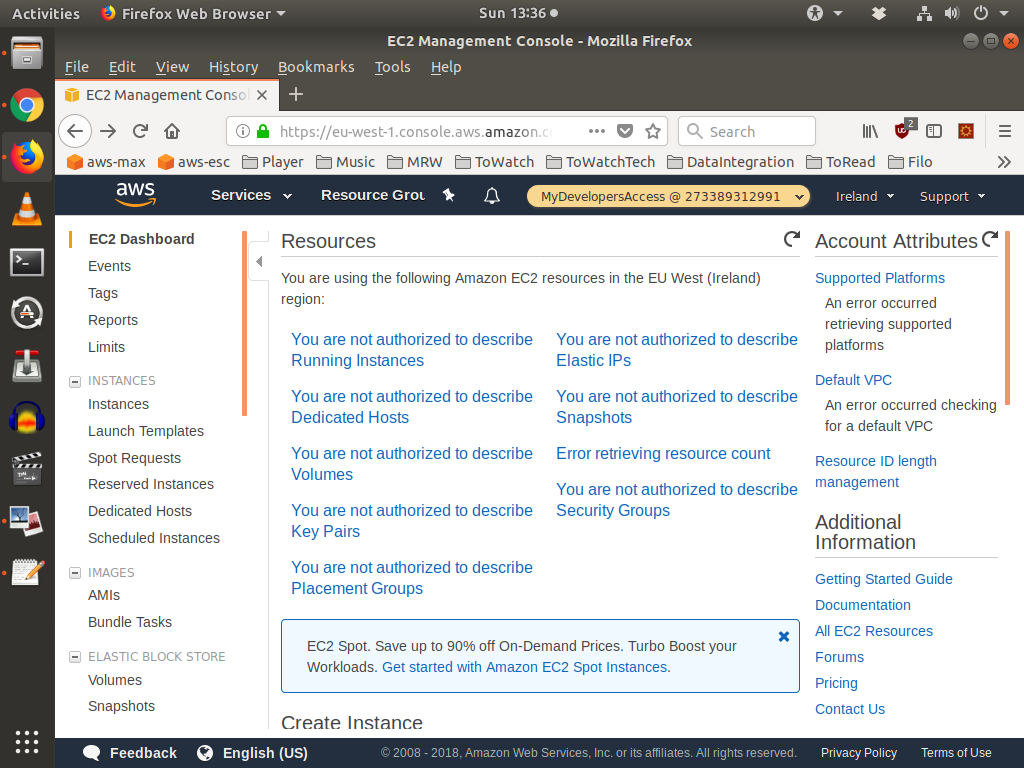 Activities
Firefox Web Browser
Sun 13:36
EC2 Management Console - Mozilla Firefox
File Edit View History Bookmarks Tools Help
EC2 Management Conso
https://eu-west-1.console.aws.amazon.c
Search
2
aws-max aws-esc Player Music MRW ToWatch ToWatchTech DataIntegration ToRead Filo
aws
Services
Resource Grou
MyDevelopersAccess @ 273389312991
Ireland
Support
EC2 Dashboard
Events
Tags
Reports
Limits
INSTANCES
Instances
Launch Templates
Spot Requests
Reserved Instances
Dedicated Hosts
Scheduled Instances
IMAGES
AMIs
Bundle Tasks
ELASTIC BLOCK STORE
Volumes
Snapshots
Resources
You are using the following Amazon EC2 resources in the EU West (Ireland)
region:
You are not authorized to describe
Running Instances
You are not authorized to describe
Dedicated Hosts
You are not authorized to describe
Volumes
You are not authorized to describe
Key Pairs
You are not authorized to describe
Placement Groups
You are not authorized to describe
Elastic IPs
You are not authorized to describe
Snapshots
Error retrieving resource count
You are not authorized to describe
Security Groups
EC2 Spot. Save up to 90% off On-Demand Prices. Turbo Boost your
Workloads. Get started with Amazon EC2 Spot Instances.
Create Instance
Account Attributes
Supported Platforms
An error occurred
retrieving supported
platforms
Default VPC
An error occurred checking
for a default VPC
Resource ID length
management
Additional
Information
Getting Started Guide
Documentation
All EC2 Resources
Forums
Pricing
Contact Us
Feedback
English (US)
© 2008 - 2018, Amazon Web Services, Inc. or its affiliates. All rights reserved.
Privacy Policy
Terms of Use